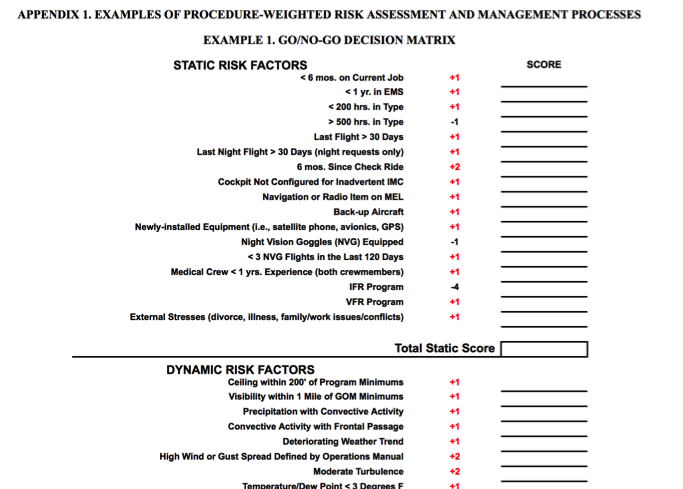 APPENDIX 1. EXAMPLES OF PROCEDURE-WEIGHTED RISK ASSESSMENT AND MANAGEMENT PROCESSES
EXAMPLE 1. GO/NO-GO DECISION MATRIX
STATIC RISK FACTORS SCORE
< 6 mos. on Current Job +1
< 1 yr. in EMS +1
< 200 hrs. in Type +1
> 500 hrs. in Type -1
Last Flight > 30 Days +1
Last Night Flight > 30 Days (night requests only) +1
6 mos. Since Check Ride +2
Cockpit Not Configured for Inadvertent IMC +1
Navigation or Radio Item on MEL +1
Back-up Aircraft +1
Newly-installed Equipment (i.e., satellite phone, avionics, GPS) +1
Night Vision Goggles (NVG) Equipped -1
< 3 NVG Flights in the Last 120 Days +1
Medical Crew < 1 yrs. Experience (both crewmembers) +1
IFR Program -4
VFR Program +1
External Stresses (divorce, illness, family/work issues/conflicts) +1
Total Static Score
DYNAMIC RISK FACTORS
Ceiling within 200' of Program Minimums +1
Visibility within 1 Mile of GOM Minimums +1
Precipitation with Convective Activity +1
Convective Activity with Frontal Passage +1
Deteriorating Weather Trend +1
High Wind or Gust Spread Defined by Operations Manual +2
Moderate Turbulence +2
Temperature/Dew Point < 3 Degrees F +1